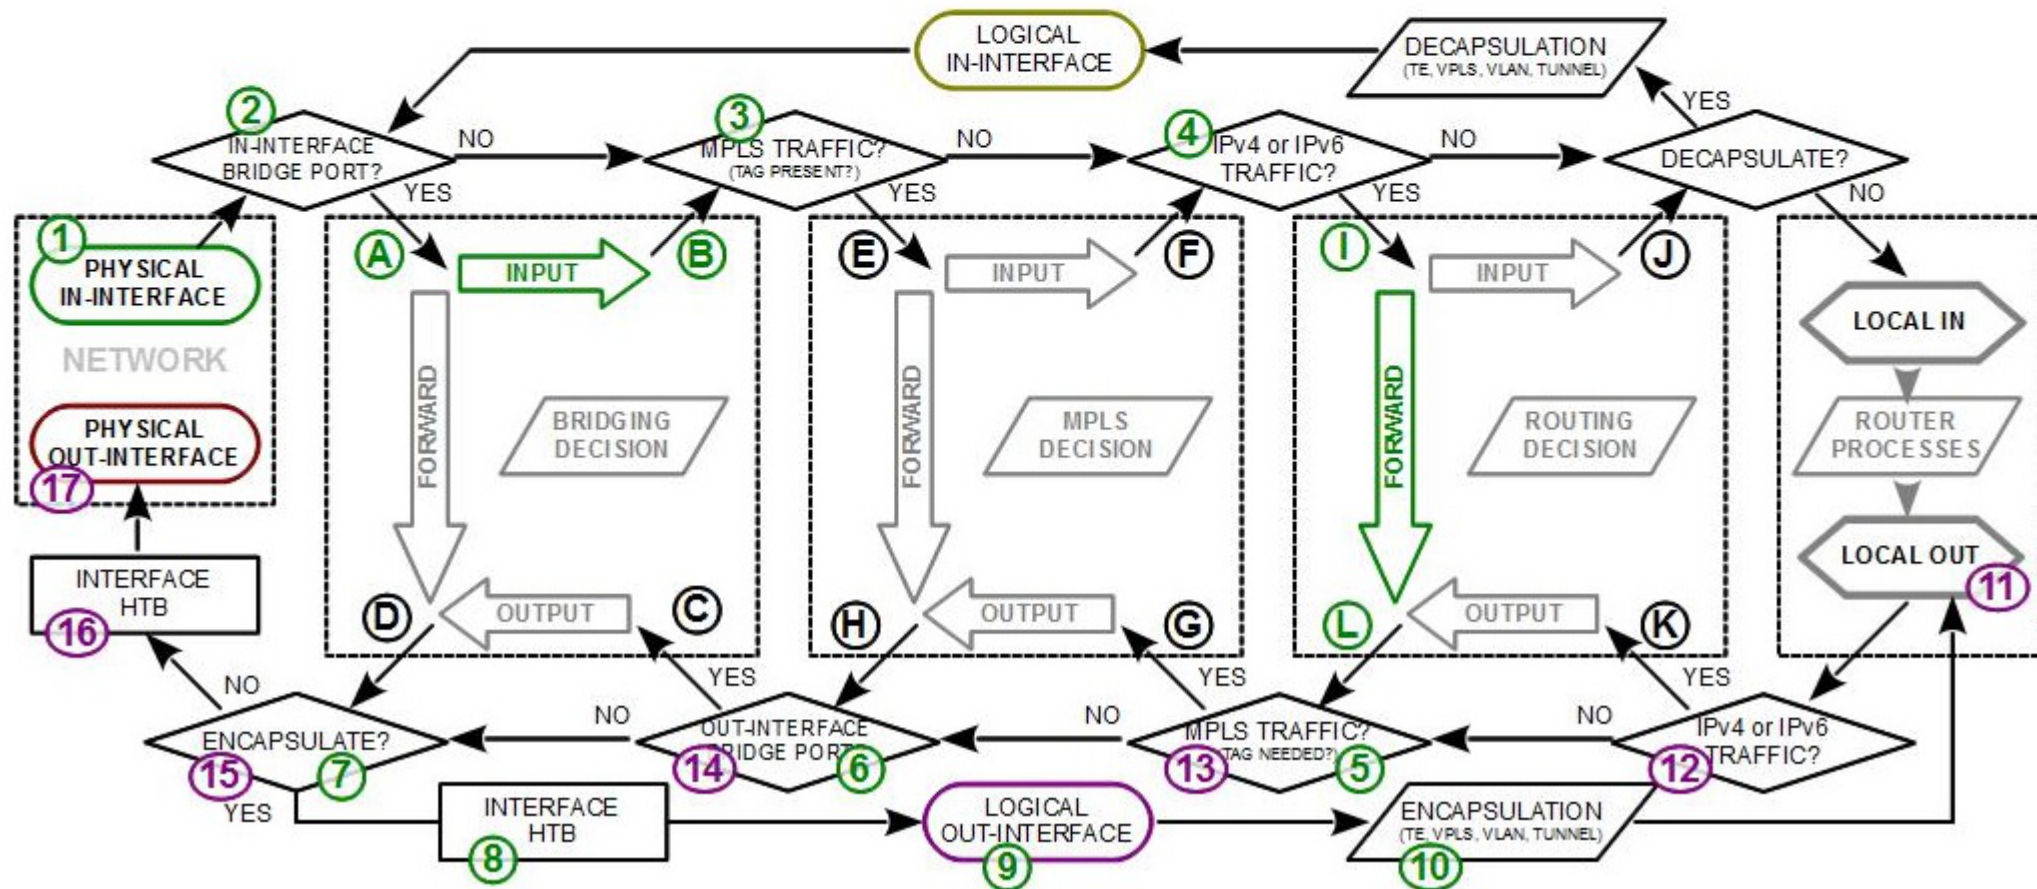 LOGICAL
IN-INTERFACE
DECAPSULATION
(TE, VPLS, VLAN, TUNNEL)
2
IN-INTERFACE
BRIDGE PORT?
NO
YES
3
MPLS TRAFFIC?
(TAG PRESENT?)
NO
YES
4
IPv4 or IPv6
TRAFFIC?
NO
YES
YES
DECAPSULATE?
NO
1
PHYSICAL
IN-INTERFACE
NETWORK
PHYSICAL
OUT-INTERFACE
17
A
INPUT
B
FORWARD
BRIDGING
DECISION
D
OUTPUT
C
E
INPUT
F
FORWARD
MPLS
DECISION
H
OUTPUT
G
I
INPUT
J
FORWARD
ROUTING
DECISION
L
OUTPUT
K
LOCAL IN
ROUTER
PROCESSES
LOCAL OUT
11
INTERFACE
HTB
16
NO
ENCAPSULATE?
15
7
YES
NO
YES
OUT-INTERFACE
BRIDGE PORT?
14
6
NO
YES
MPLS TRAFFIC?
(TAG NEEDED?)
13
5
NO
YES
IPv4 or IPv6
TRAFFIC?
12
INTERFACE
HTB
8
LOGICAL
OUT-INTERFACE
9
ENCAPSULATION
(TE, VPLS, VLAN, TUNNEL)
10